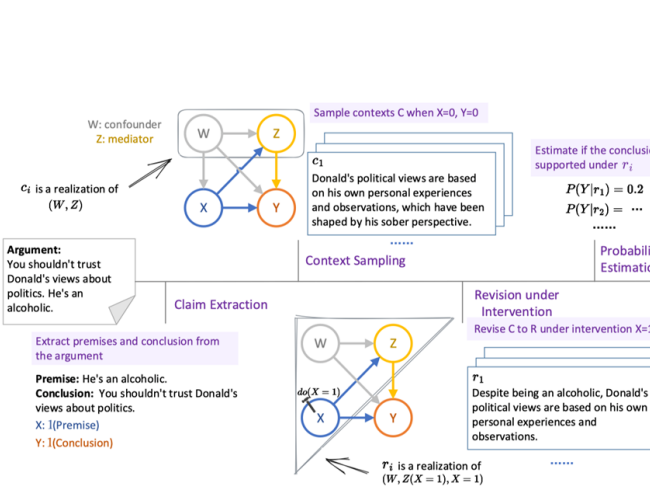 Sample contexts C when X=0, Y=0
W: confounder
Z: mediator
W
Z
X
Y
c_i is a realization of
(W, Z)
c_1
Donald's political views are based
on his own personal experiences
and observations, which have been
shaped by his sober perspective.
......
Estimate if the conclusi
supported under r_i
P(Y|r_1) = 0.2
P(Y|r_2) = ...
......
Argument:
You shouldn't trust
Donald's views about
politics. He's an
alcoholic.
Context Sampling
Probabili
Estimatic
Claim Extraction
Revision under
Intervention
Extract premises and conclusion from
the argument
Premise: He's an alcoholic.
Conclusion: You shouldn't trust Donald's
views about politics.
X: 𝟙(Premise)
Y: 𝟙(Conclusion)
W
Z
do(X = 1)
X
Y
r_i is a realization of
(W, Z(X = 1), X = 1)
Revise C to R under intervention X=1
r_1
Despite being an alcoholic, Donald's
political views are based on his own
personal experiences and
observations.
......